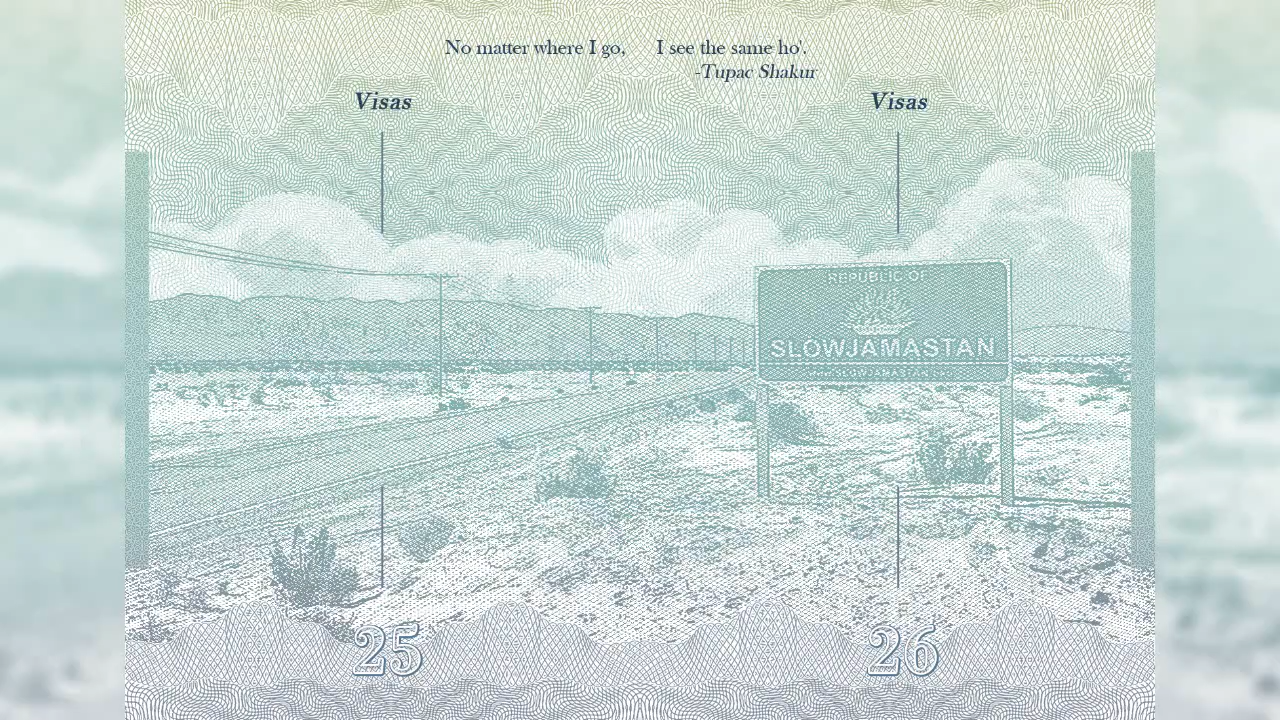 No matter where I go, I see the same ho'.
-Tupac Shakur
Visas
Visas
REPUBLIC OF
SLOWJAMASTAN
25
26